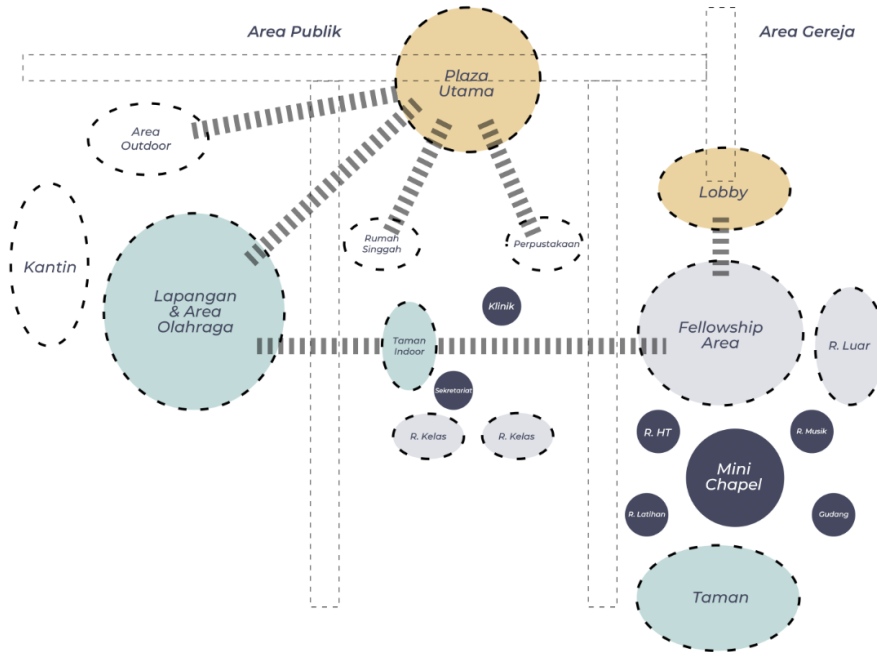 Area Publik
Area Gereja
Plaza
Utama
Area
Outdoor
Lobby
Kantin
Rumah
Singgah
Perpustakaan
Lapangan
& Area
Olahraga
Klinik
Taman
Indoor
Fellowship
Area
R. Luar
Sekretariat
R. Kelas
R. Kelas
R. HT
R. Musik
Mini
Chapel
R. Latihan
Gudang
Taman